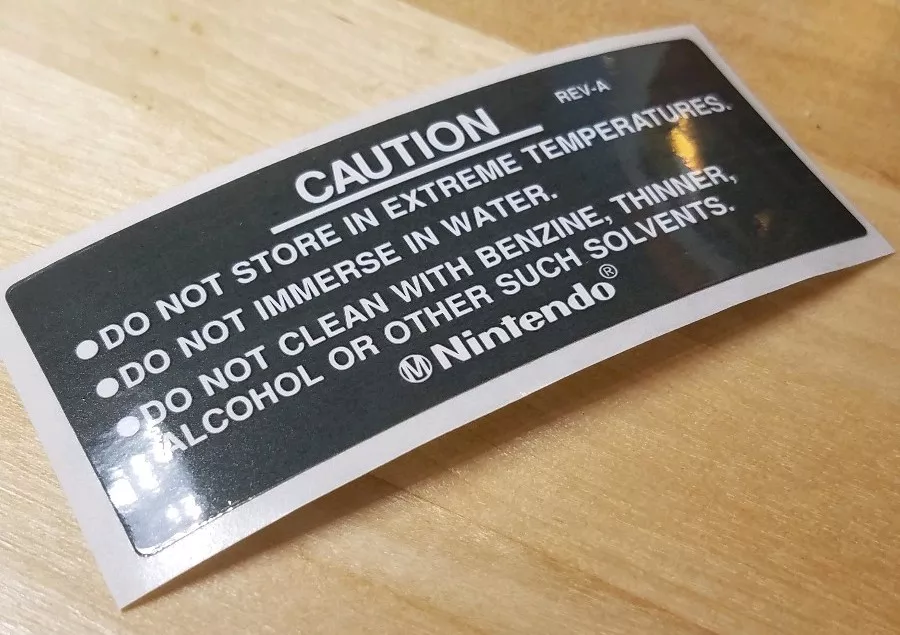 REV-A
CAUTION
●DO NOT STORE IN EXTREME TEMPERATURES.
●DO NOT IMMERSE IN WATER.
●DO NOT CLEAN WITH BENZINE, THINNER,
ALCOHOL OR OTHER SUCH SOLVENTS.
Ⓜ Nintendo®